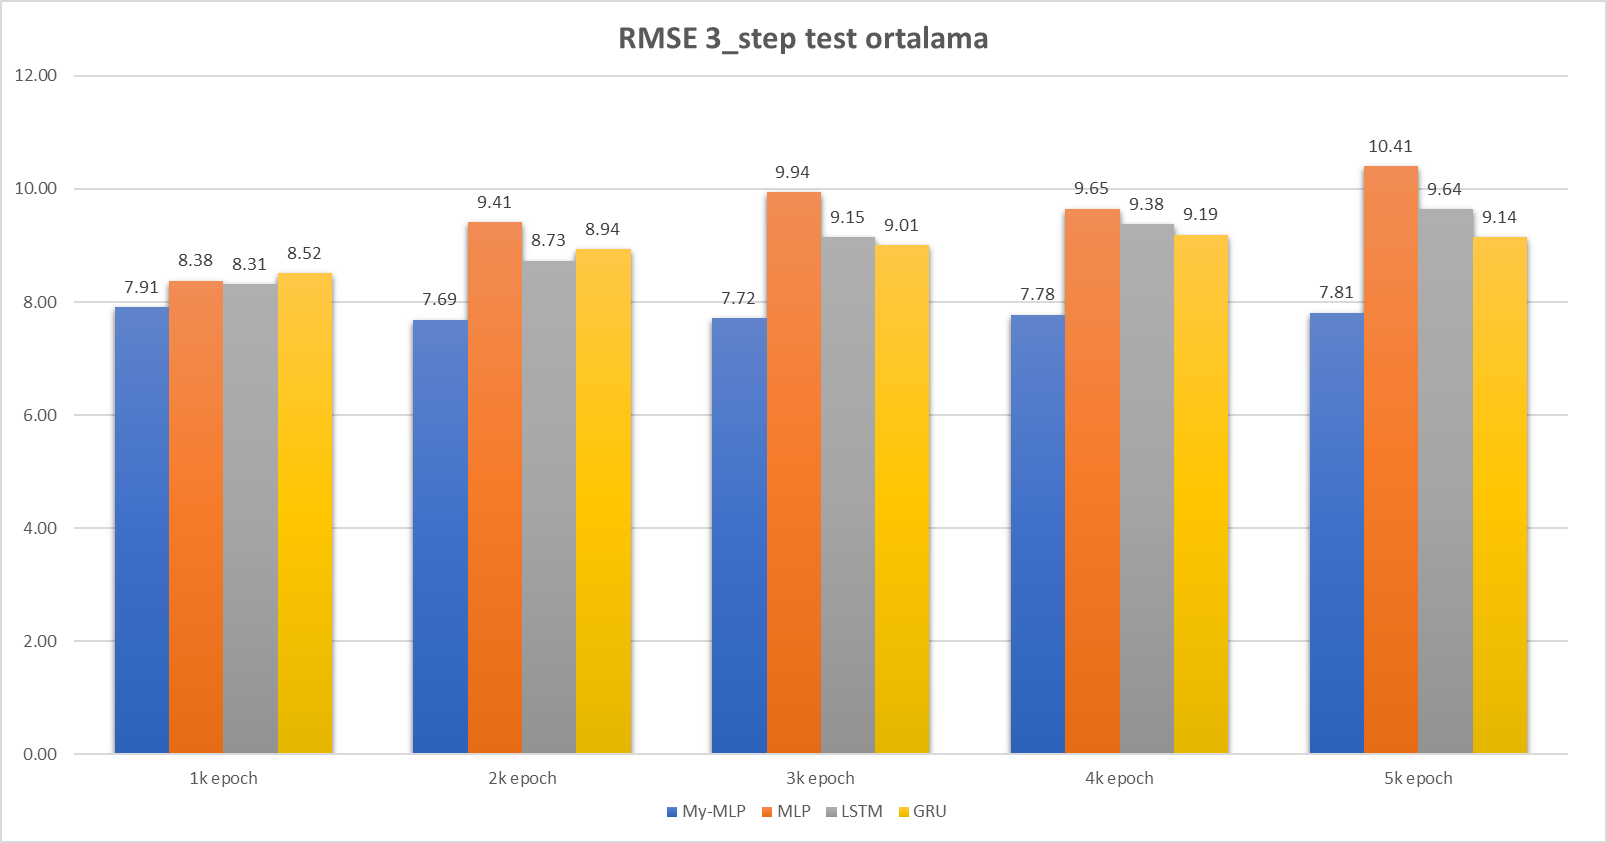 RMSE 3_step test ortalama
12.00
10.00
8.00
6.00
4.00
2.00
0.00
7.91 8.38 8.31 8.52
7.69 9.41 8.73 8.94
7.72 9.94 9.15 9.01
7.78 9.65 9.38 9.19
7.81 10.41 9.64 9.14
1k epoch 2k epoch 3k epoch 4k epoch 5k epoch
My-MLP MLP LSTM GRU